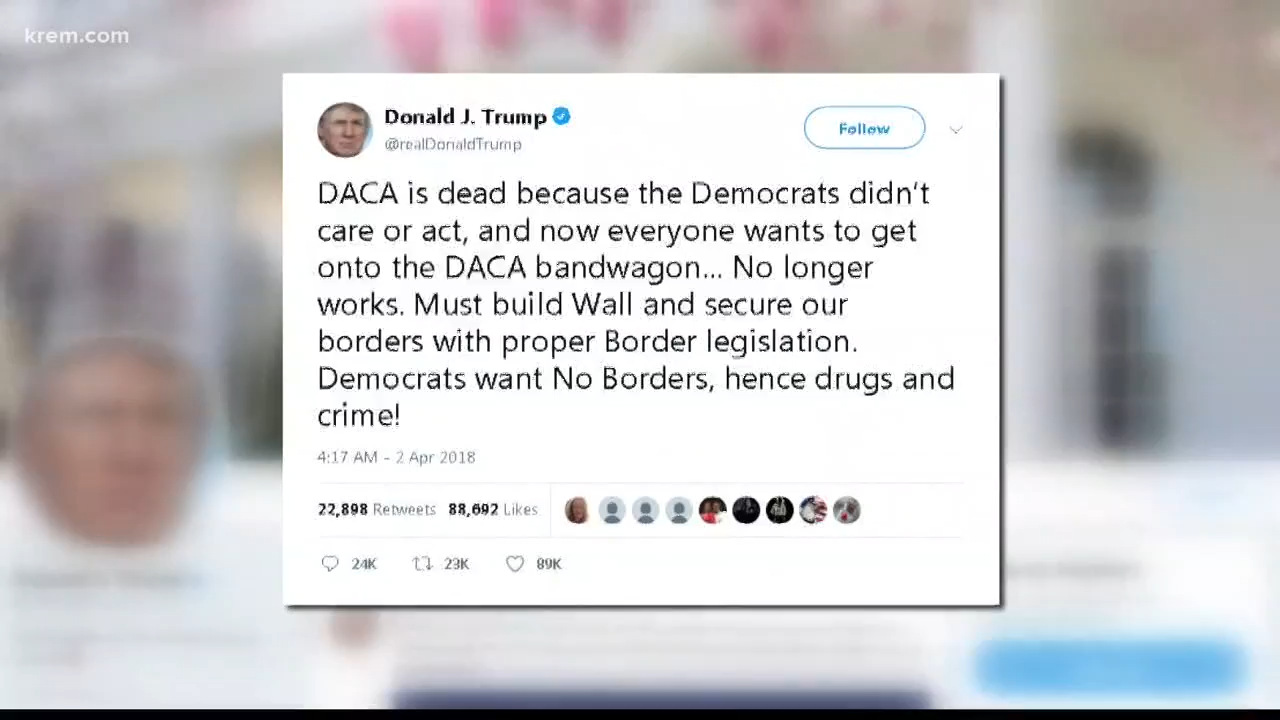 krem.com
Donald J. Trump
Follow
@realDonaldTrump
DACA is dead because the Democrats didn't
care or act, and now everyone wants to get
onto the DACA bandwagon... No longer
works. Must build Wall and secure our
borders with proper Border legislation.
Democrats want No Borders, hence drugs and
crime!
4:17 AM - 2 Apr 2018
22,898 Retweets 88,692 Likes
24K 23K 89K